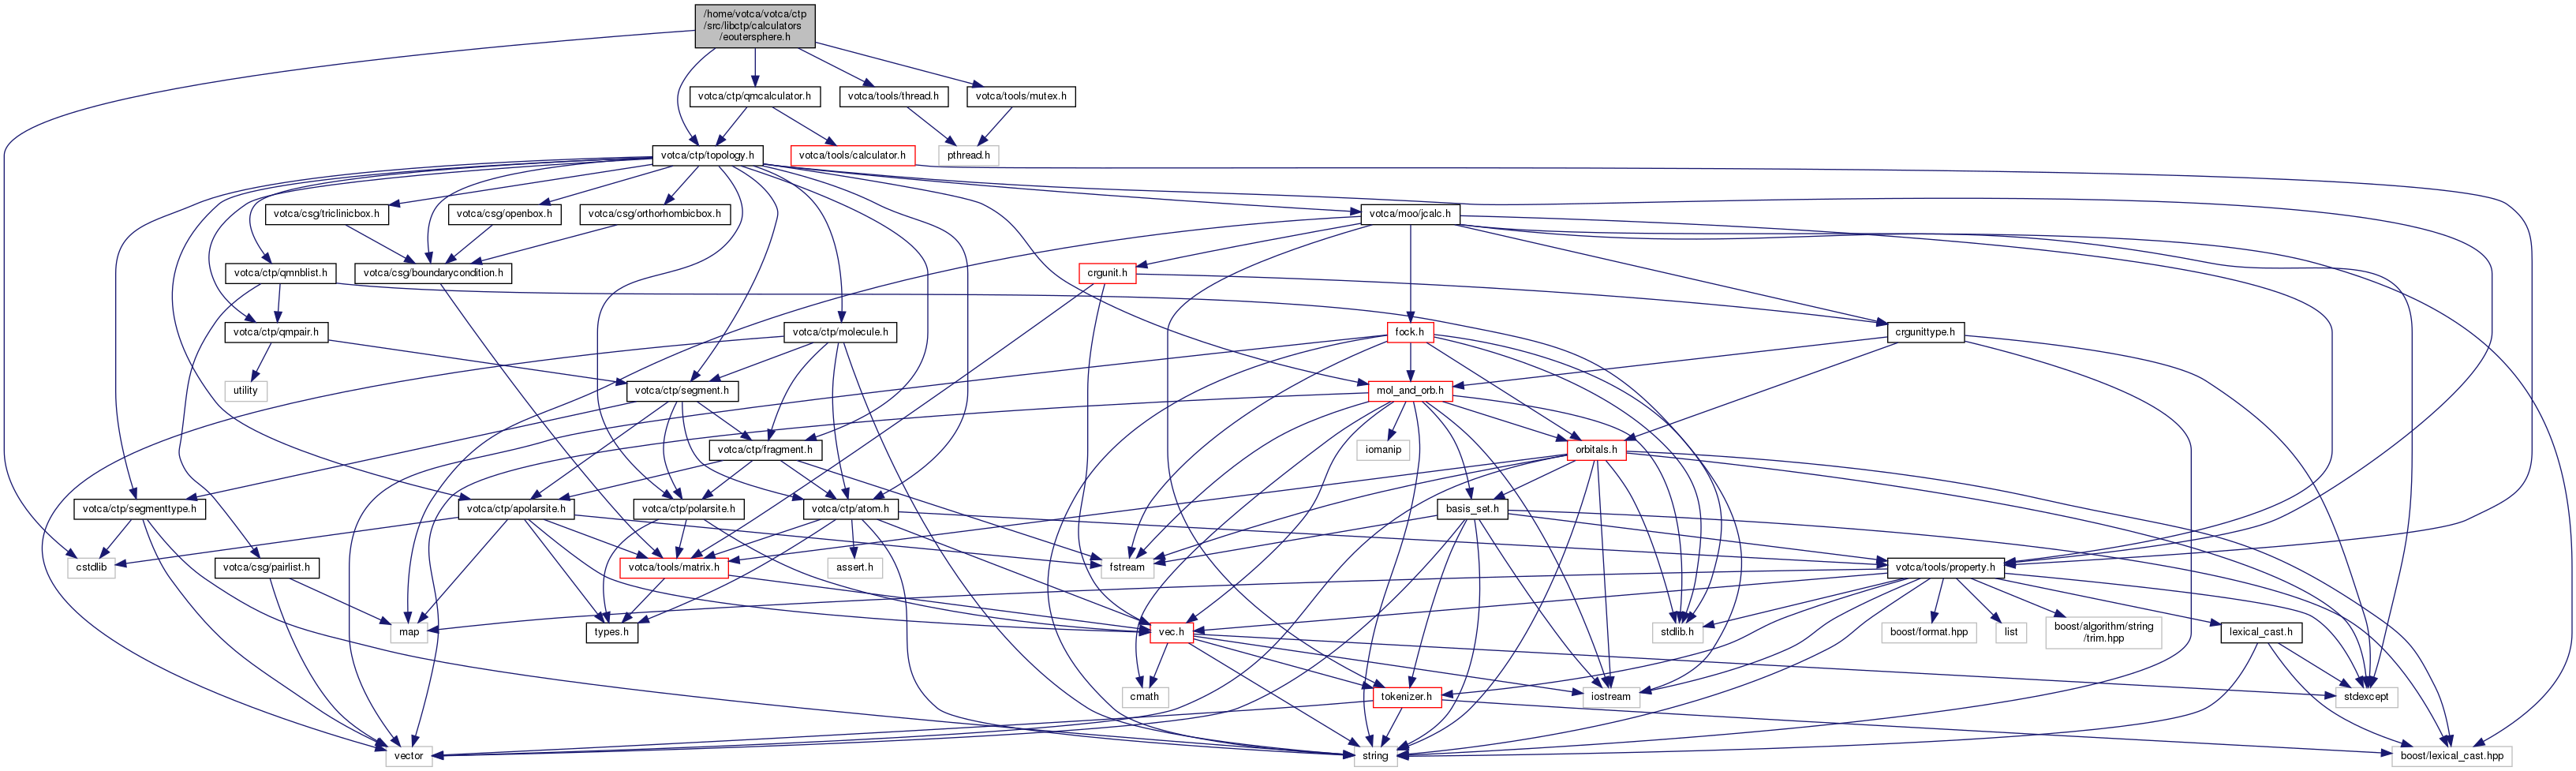 /home/votca/votca/ctp
/src/libctp/calculators
/eoutersphere.h
votca/ctp/qmcalculator.h
votca/tools/thread.h
votca/tools/mutex.h
votca/ctp/topology.h
votca/tools/calculator.h
pthread.h
votca/csg/triclinicbox.h
votca/csg/openbox.h
votca/csg/orthorhombicbox.h
votca/moo/jcalc.h
votca/ctp/qmnblist.h
votca/csg/boundarycondition.h
crgunit.h
votca/ctp/qmpair.h
votca/ctp/molecule.h
fock.h
crgunittype.h
utility
votca/ctp/segment.h
mol_and_orb.h
votca/ctp/fragment.h
iomanip
orbitals.h
votca/ctp/segmenttype.h
votca/ctp/apolarsite.h
votca/ctp/polarsite.h
votca/ctp/atom.h
basis_set.h
cstdlib
votca/csg/pairlist.h
votca/tools/matrix.h
assert.h
fstream
votca/tools/property.h
map
types.h
vec.h
stdlib.h
boost/format.hpp
list
boost/algorithm/string
/trim.hpp
lexical_cast.h
cmath
tokenizer.h
iostream
stdexcept
vector
string
boost/lexical_cast.hpp